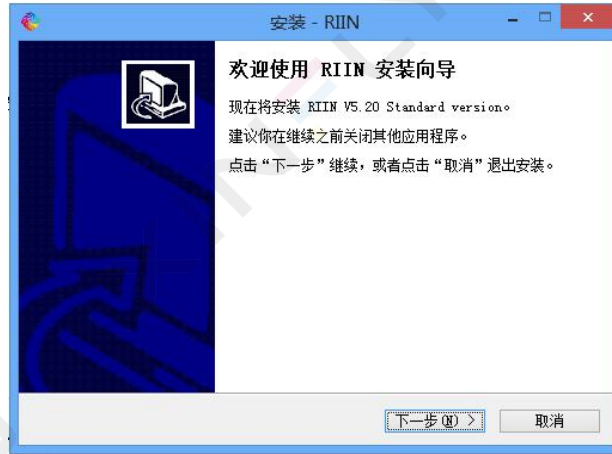 安装 - RIIN
欢迎使用 RIIN 安装向导
现在将安装 RIIN V5.20 Standard version。
建议你在继续之前关闭其他应用程序。
点击“下一步”继续，或者点击“取消”退出安装。
下一步(N) >
取消